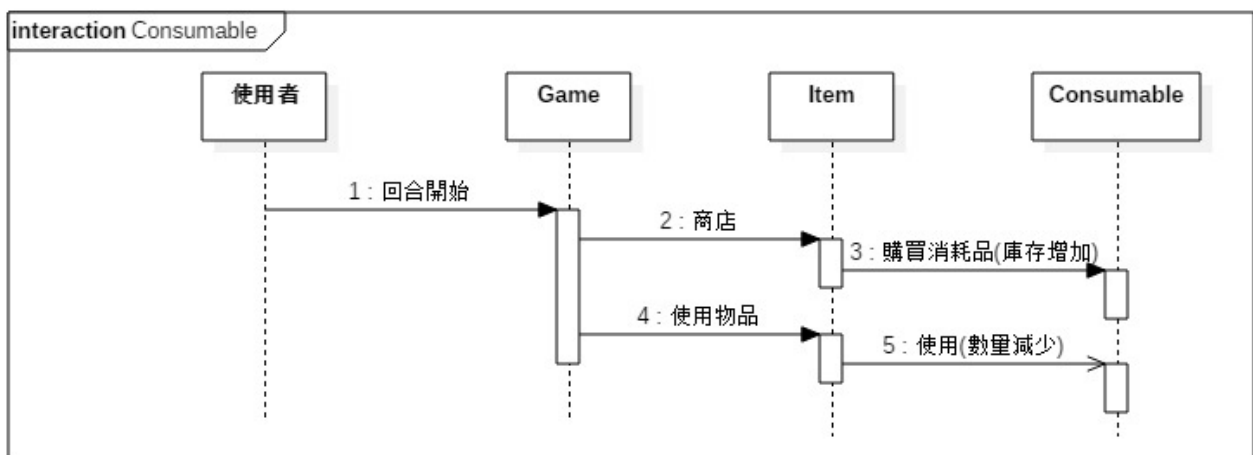 interaction Consumable
使用者
Game
Item
Consumable
1 : 回合開始
2 : 商店
3 : 購買消耗品(庫存增加)
4 : 使用物品
5 : 使用(數量減少)